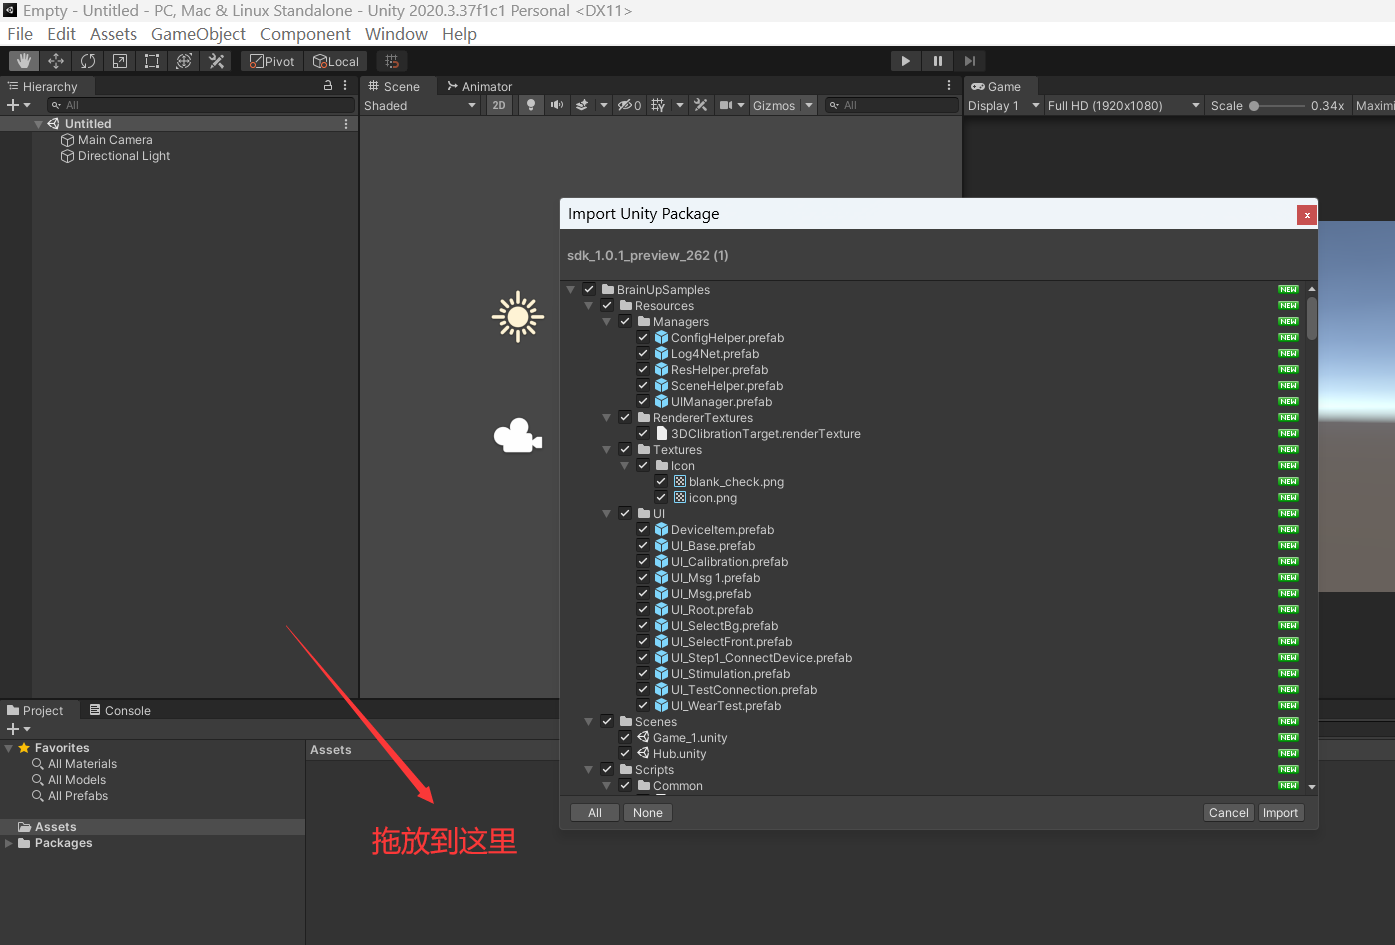 Empty - Untitled - PC, Mac & Linux Standalone - Unity 2020.3.37f1c1 Personal <DX11>
File Edit Assets GameObject Component Window Help
Pivot Local
Hierarchy
All
Untitled
Main Camera
Directional Light
Scene Animator
Shaded 2D 0 Gizmos All
Game
Display 1 Full HD (1920x1080) Scale 0.34x Maximi
Import Unity Package
x
sdk_1.0.1_preview_262 (1)
BrainUpSamples NEW
Resources NEW
Managers NEW
ConfigHelper.prefab NEW
Log4Net.prefab NEW
ResHelper.prefab NEW
SceneHelper.prefab NEW
UIManager.prefab NEW
RendererTextures NEW
3DClibrationTarget.renderTexture NEW
Textures NEW
Icon NEW
blank_check.png NEW
icon.png NEW
UI NEW
DeviceItem.prefab NEW
UI_Base.prefab NEW
UI_Calibration.prefab NEW
UI_Msg 1.prefab NEW
UI_Msg.prefab NEW
UI_Root.prefab NEW
UI_SelectBg.prefab NEW
UI_SelectFront.prefab NEW
UI_Step1_ConnectDevice.prefab NEW
UI_Stimulation.prefab NEW
UI_TestConnection.prefab NEW
UI_WearTest.prefab NEW
Scenes NEW
Game_1.unity NEW
Hub.unity NEW
Scripts NEW
Common NEW
All None Cancel Import
Project Console
Favorites
All Materials
All Models
All Prefabs
Assets
Packages
Assets
拖放到这里